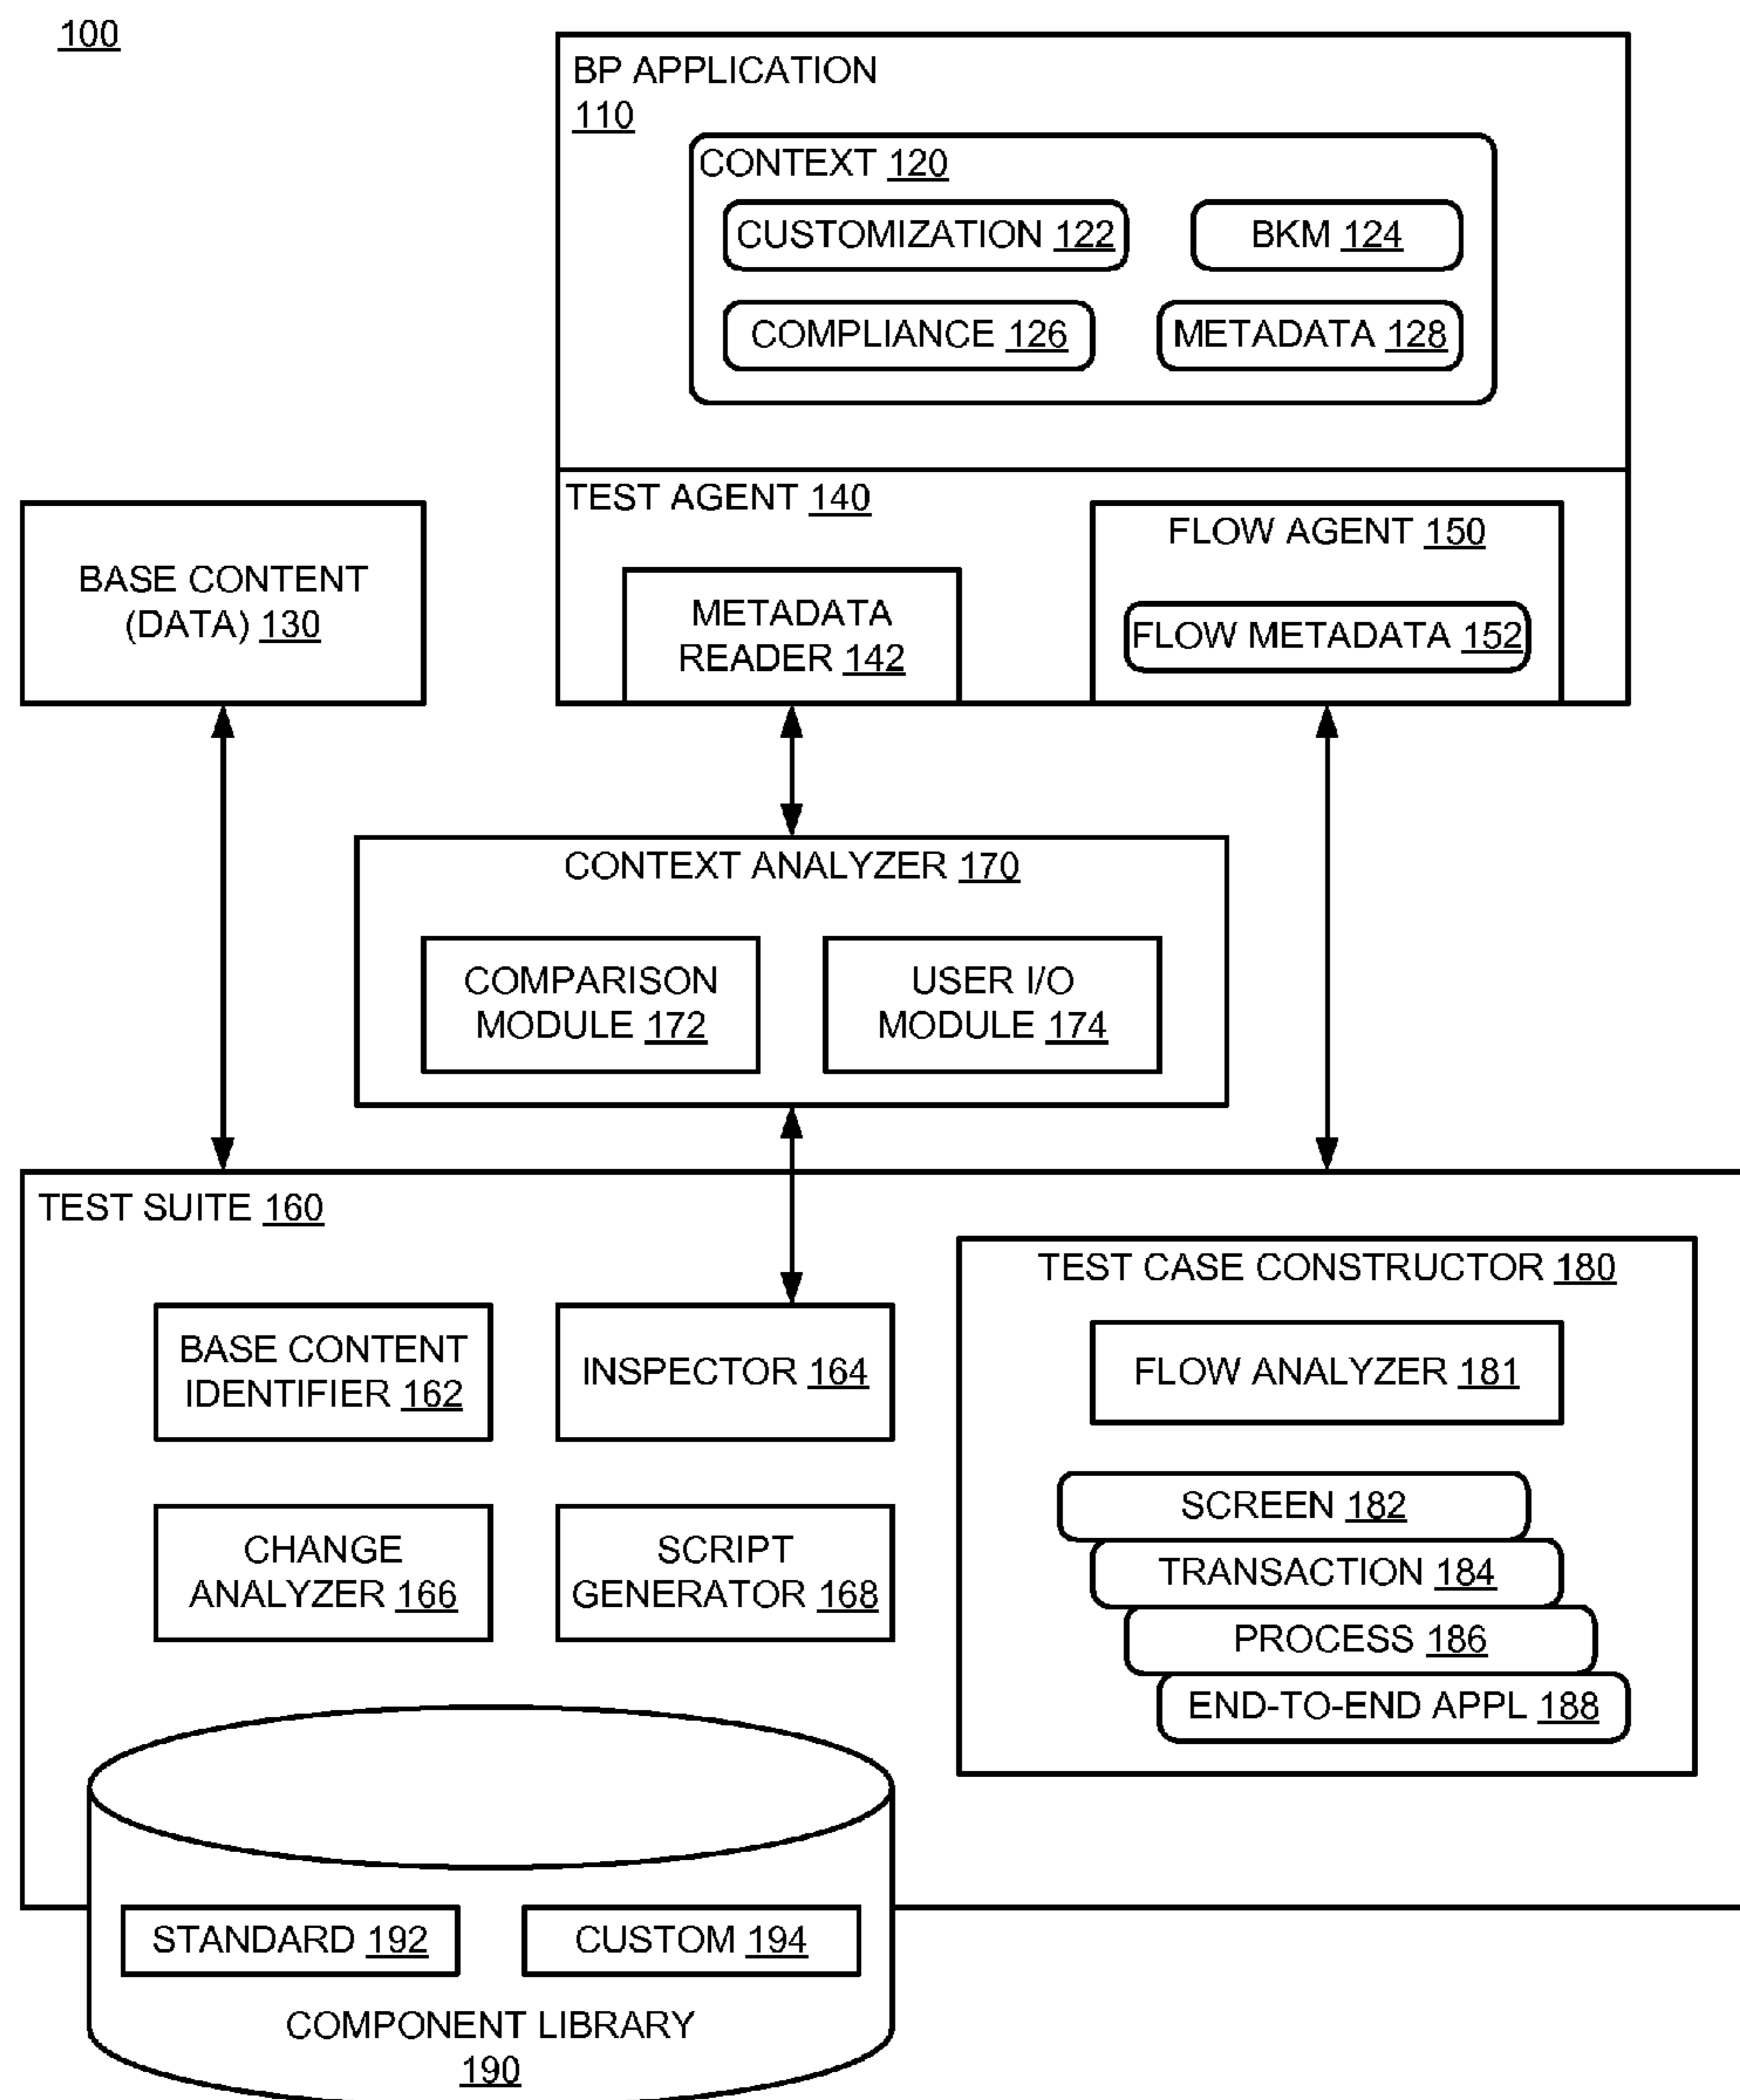 100
BP APPLICATION
110
CONTEXT 120
CUSTOMIZATION 122
BKM 124
COMPLIANCE 126
METADATA 128
TEST AGENT 140
FLOW AGENT 150
FLOW METADATA 152
METADATA
READER 142
BASE CONTENT
(DATA) 130
CONTEXT ANALYZER 170
COMPARISON
MODULE 172
USER I/O
MODULE 174
TEST SUITE 160
BASE CONTENT
IDENTIFIER 162
INSPECTOR 164
CHANGE
ANALYZER 166
SCRIPT
GENERATOR 168
TEST CASE CONSTRUCTOR 180
FLOW ANALYZER 181
SCREEN 182
TRANSACTION 184
PROCESS 186
END-TO-END APPL 188
STANDARD 192
CUSTOM 194
COMPONENT LIBRARY
190